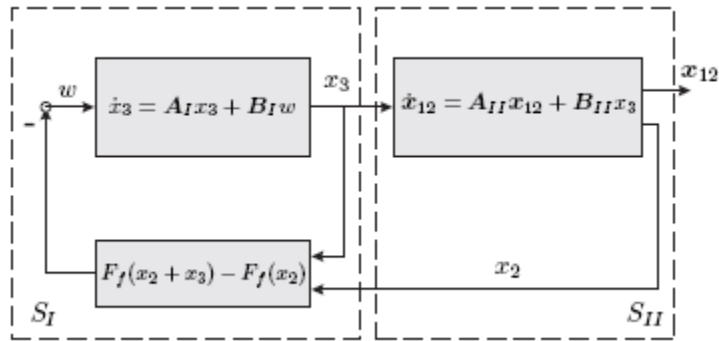 w
-
ẋ₃ = A_I x₃ + B_I w
x₃
ẋ₁₂ = A_II x₁₂ + B_II x₃
x₁₂
F_f(x₂ + x₃) − F_f(x₂)
x₂
S_I
S_II